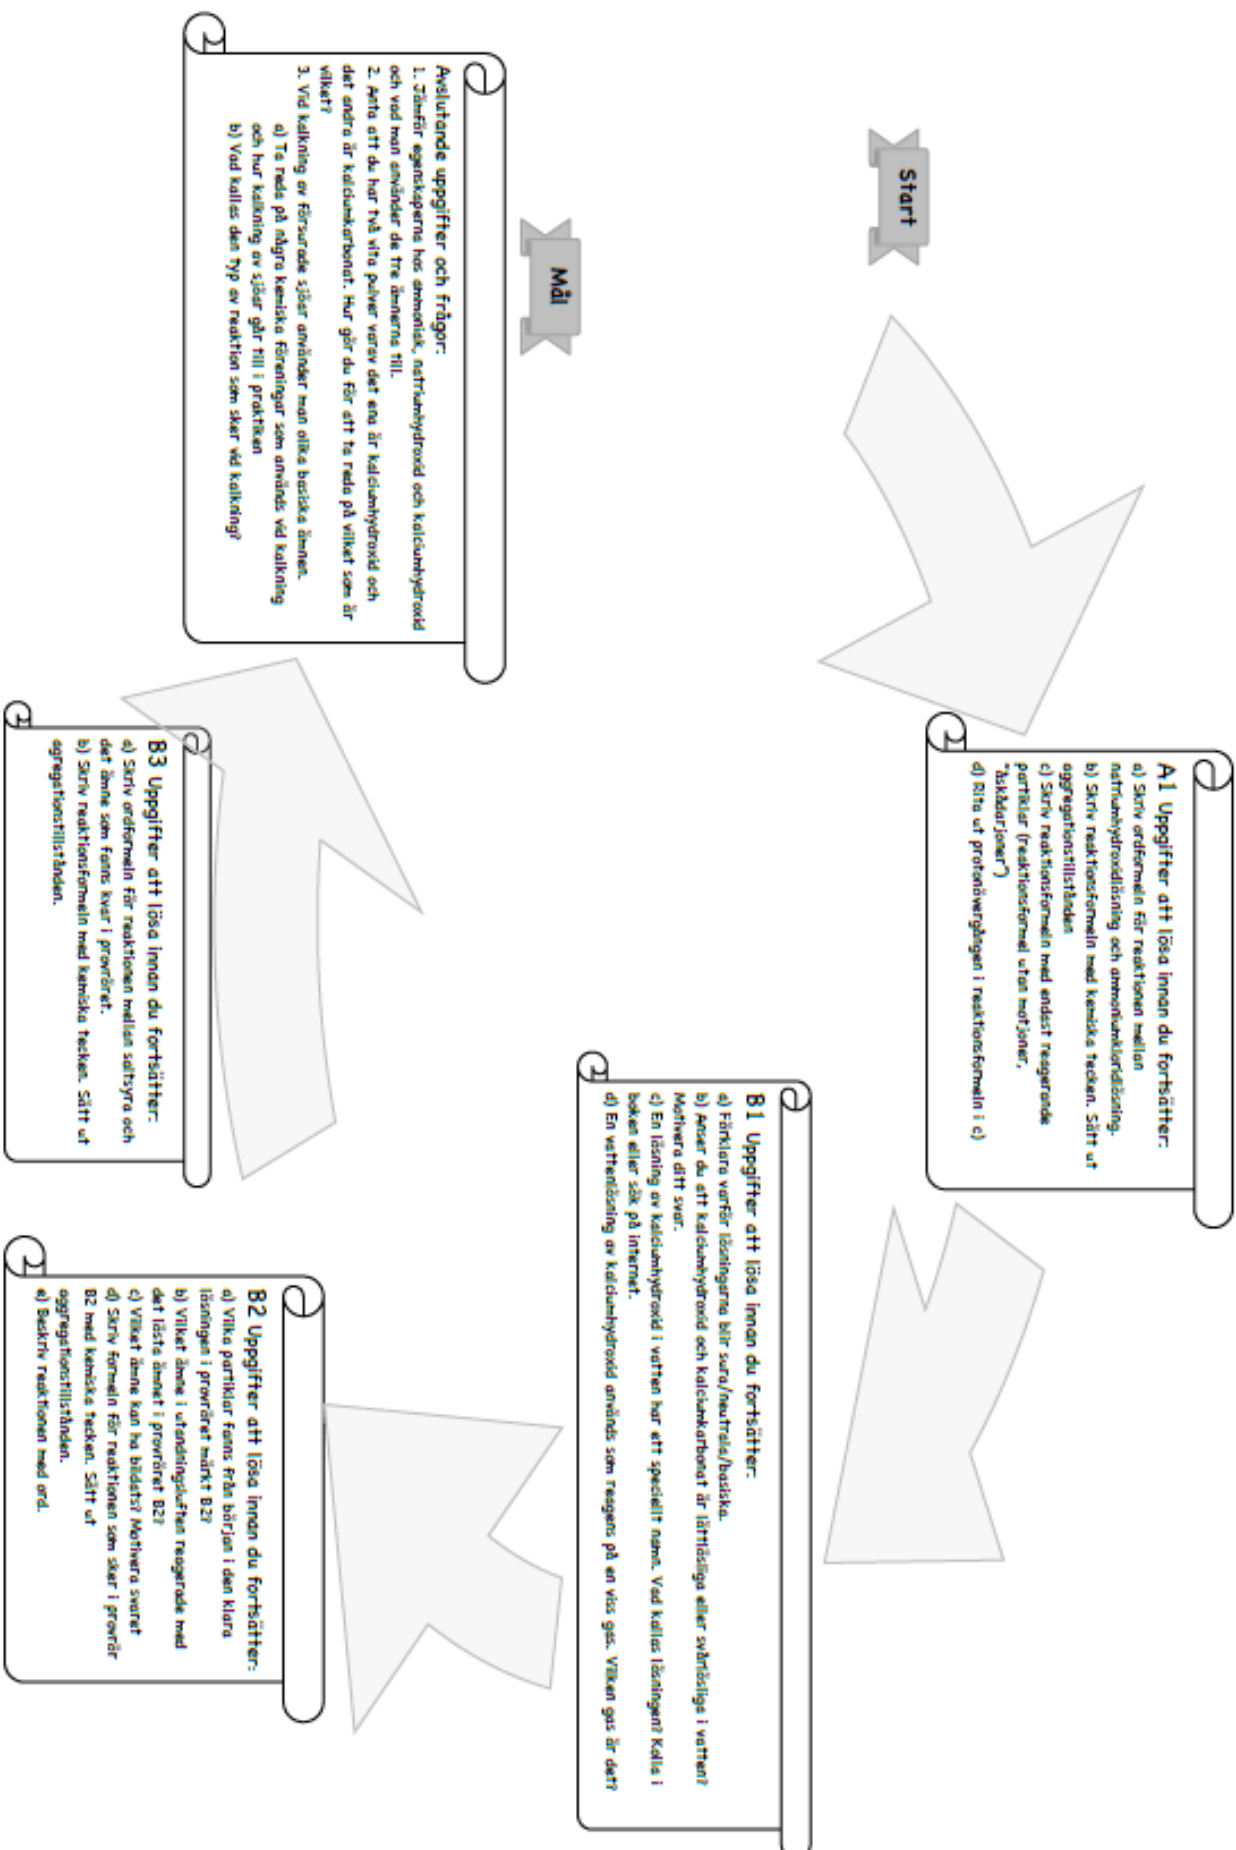 Start
A1 Uppgifter att lösa innan du fortsätter:
a) Skriv ordformeln för reaktionen mellan
natriumhydroxidlösning och ammoniumkloridlösning.
b) Skriv reaktionsformeln med kemiska tecken. Sätt ut
aggregationstillstånden
c) Skriv reaktionsformeln med endast reagerande
partiklar (reaktionsformel utan motjoner,
"åskådarjoner")
d) Rita ut protonövergången i reaktionsformeln i c)
B1 Uppgifter att lösa innan du fortsätter:
a) Förklara varför lösningarna blir sura/neutrala/basiska.
b) Anser du att kalciumhydroxid och kalciumkarbonat är lättlösliga eller svårlösliga i vatten?
Motivera ditt svar.
c) En lösning av kalciumhydroxid i vatten har ett speciellt namn. Vad kallas lösningen? Kolla i
boken eller sök på internet.
d) En vattenlösning av kalciumhydroxid används som reagens på en viss gas. Vilken gas är det?
B2 Uppgifter att lösa innan du fortsätter:
a) Vilka partiklar fanns från början i den klara
lösningen i provröret märkt B2?
b) Vilket ämne i utandningsluften reagerade med
det lösta ämnet i provröret B2?
c) Vilket ämne kan ha bildats? Motivera svaret
d) Skriv formeln för reaktionen som sker i provrör
B2 med kemiska tecken. Sätt ut
aggregationstillstånden.
e) Beskriv reaktionen med ord.
B3 Uppgifter att lösa innan du fortsätter:
a) Skriv ordformeln för reaktionen mellan saltsyra och
det ämne som fanns kvar i provröret.
b) Skriv reaktionsformeln med kemiska tecken. Sätt ut
agregationstillstånden.
Mål
Avslutande uppgifter och frågor:
1. Jämför egenskaperna hos ammoniak, natriumhydroxid och kalciumhydroxid
och vad man använder de tre ämnerna till.
2. Anta att du har två vita pulver varav det ena är kalciumhydroxid och
det andra är kalciumkarbonat. Hur gör du för att ta reda på vilket som är
vilket?
3. Vid kalkning av försurade sjöar använder man olika basiska ämnen.
a) Ta reda på några kemiska föreningar som används vid kalkning
och hur kalkning av sjöar går till i praktiken
b) Vad kallas den typ av reaktion som sker vid kalkning?